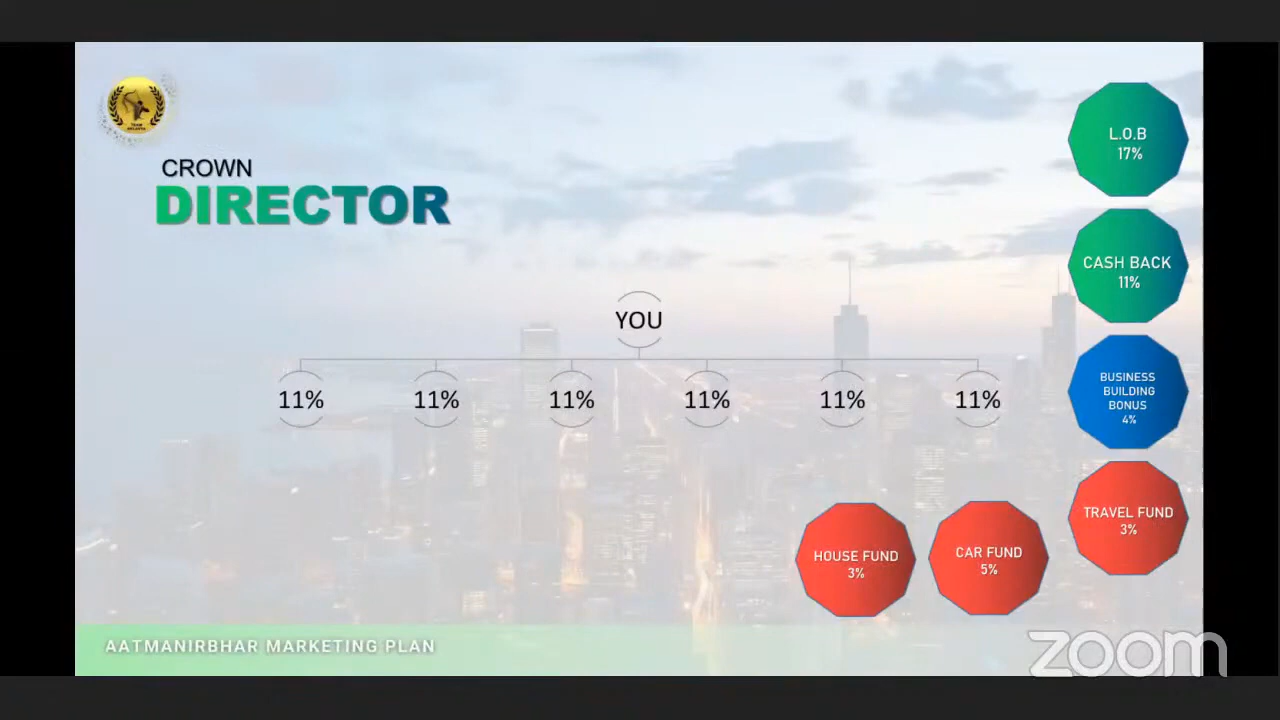 CROWN
DIRECTOR
L.O.B
17%
CASH BACK
11%
YOU
11% 11% 11% 11% 11% 11%
BUSINESS
BUILDING
BONUS
4%
TRAVEL FUND
3%
HOUSE FUND
3%
CAR FUND
5%
AATMANIRBHAR MARKETING PLAN
zoom